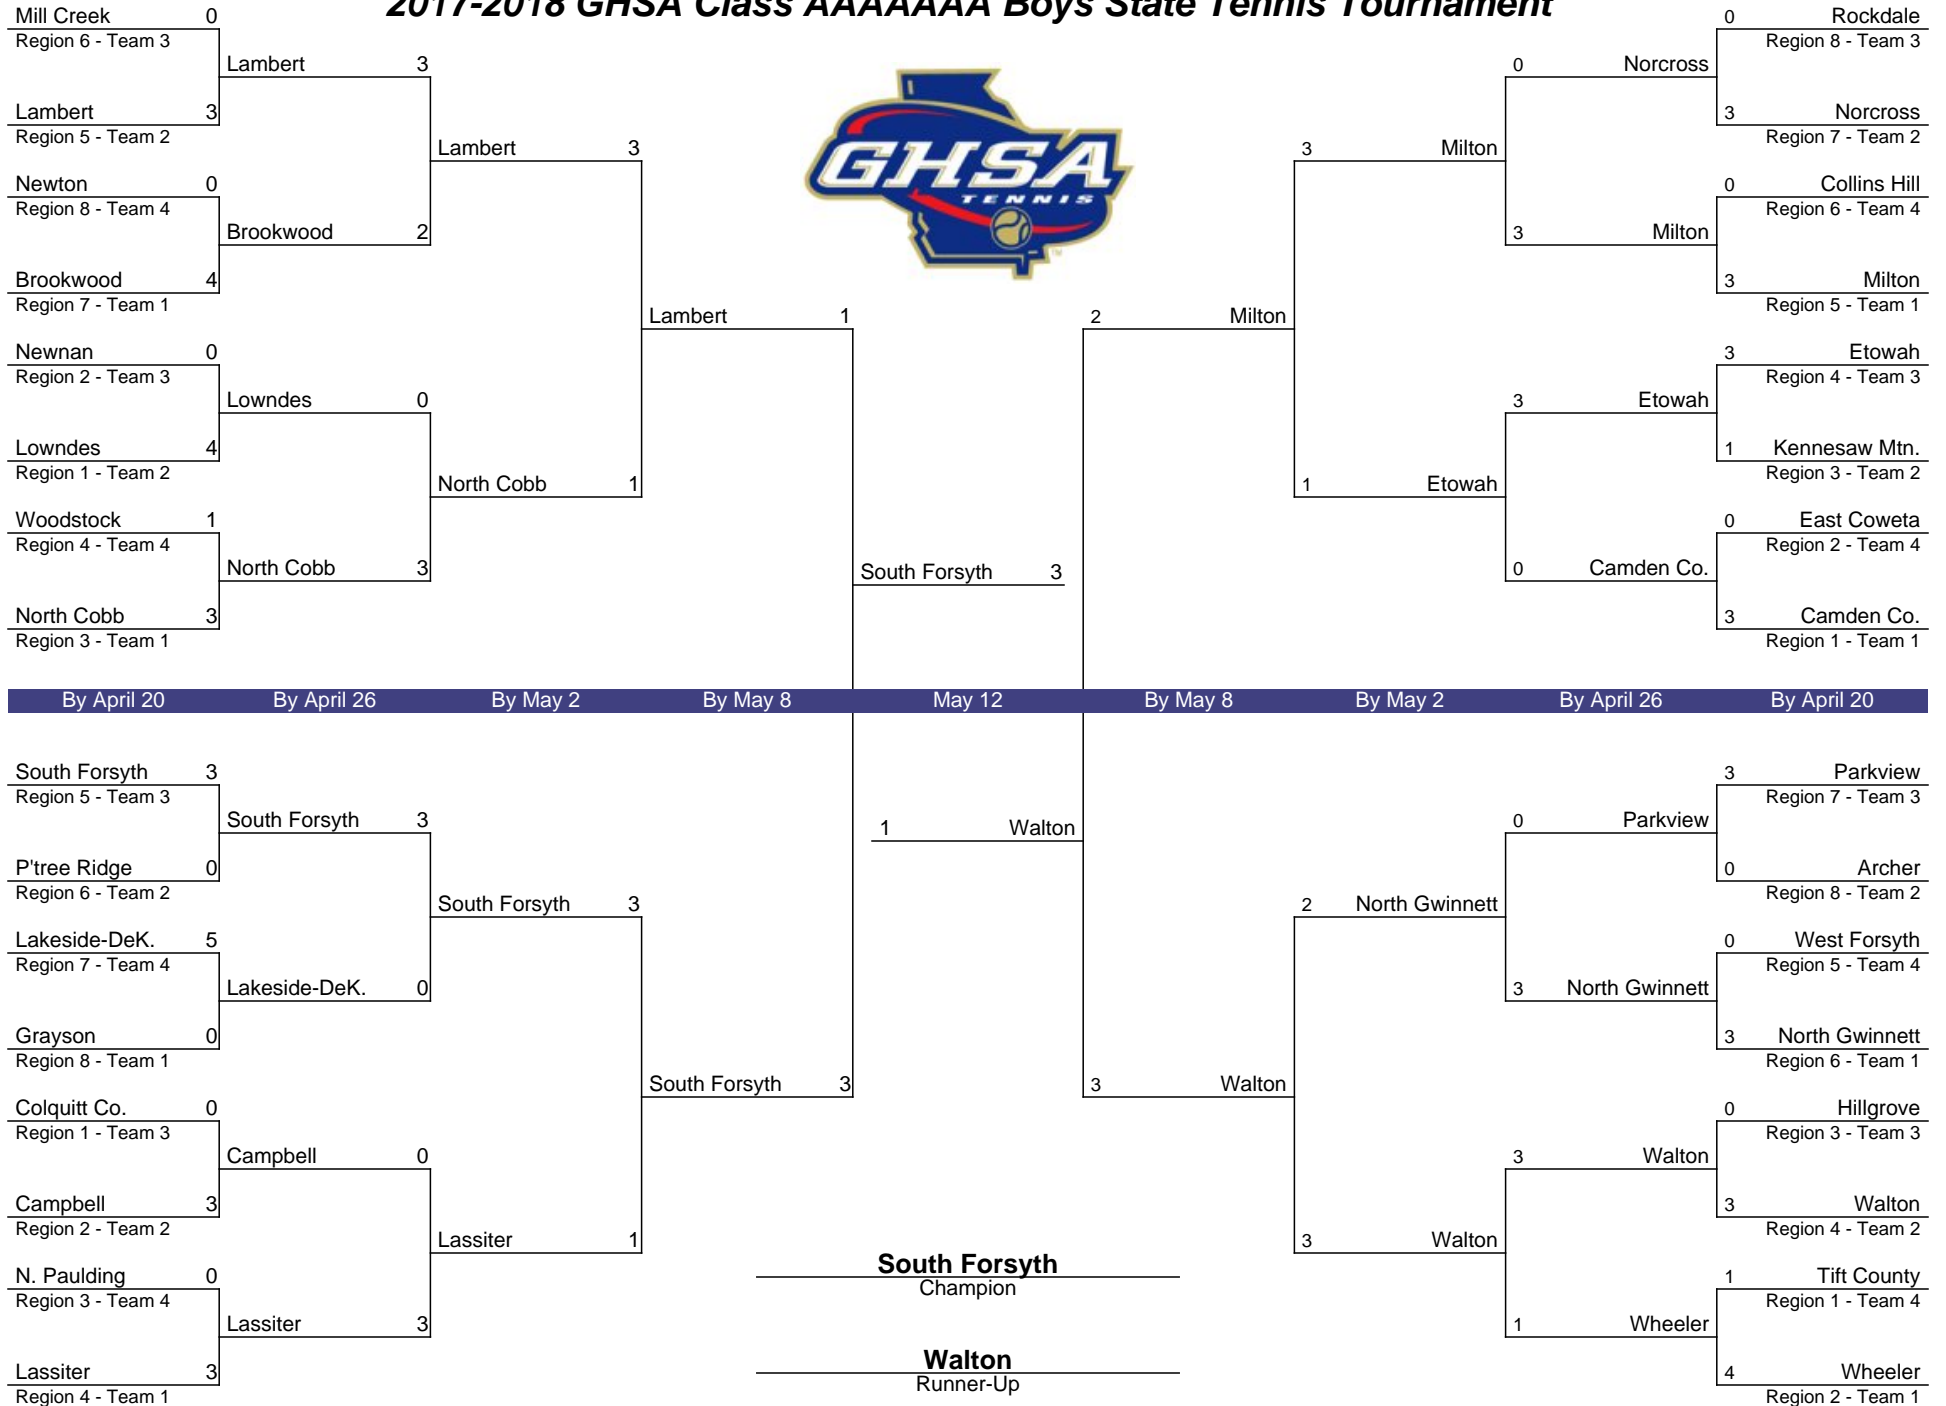 2017-2018 GHSA Class AAAAAAA Boys State Tennis Tournament
Mill Creek 0
Region 6 - Team 3
Lambert 3
Lambert 3
Region 5 - Team 2
Lambert 3
Newton 0
Region 8 - Team 4
Brookwood 2
Brookwood 4
Region 7 - Team 1
Lambert 1
Newnan 0
Region 2 - Team 3
Lowndes 0
Lowndes 4
Region 1 - Team 2
North Cobb 1
Woodstock 1
Region 4 - Team 4
North Cobb 3
North Cobb 3
Region 3 - Team 1
GHSA
TENNIS
TM
South Forsyth 3
0 Rockdale
Region 8 - Team 3
0 Norcross
3 Norcross
Region 7 - Team 2
3 Milton
0 Collins Hill
Region 6 - Team 4
3 Milton
3 Milton
Region 5 - Team 1
2 Milton
3 Etowah
Region 4 - Team 3
3 Etowah
1 Kennesaw Mtn.
Region 3 - Team 2
1 Etowah
0 East Coweta
Region 2 - Team 4
0 Camden Co.
3 Camden Co.
Region 1 - Team 1
By April 20 By April 26 By May 2 By May 8 May 12 By May 8 By May 2 By April 26 By April 20
South Forsyth 3
Region 5 - Team 3
South Forsyth 3
P'tree Ridge 0
Region 6 - Team 2
South Forsyth 3
Lakeside-DeK. 5
Region 7 - Team 4
Lakeside-DeK. 0
Grayson 0
Region 8 - Team 1
South Forsyth 3
Colquitt Co. 0
Region 1 - Team 3
Campbell 0
Campbell 3
Region 2 - Team 2
Lassiter 1
N. Paulding 0
Region 3 - Team 4
Lassiter 3
Lassiter 3
Region 4 - Team 1
1 Walton
South Forsyth
Champion
Walton
Runner-Up
3 Parkview
Region 7 - Team 3
0 Parkview
0 Archer
Region 8 - Team 2
2 North Gwinnett
0 West Forsyth
Region 5 - Team 4
3 North Gwinnett
3 North Gwinnett
Region 6 - Team 1
3 Walton
0 Hillgrove
Region 3 - Team 3
3 Walton
3 Walton
Region 4 - Team 2
3 Walton
1 Tift County
Region 1 - Team 4
1 Wheeler
4 Wheeler
Region 2 - Team 1